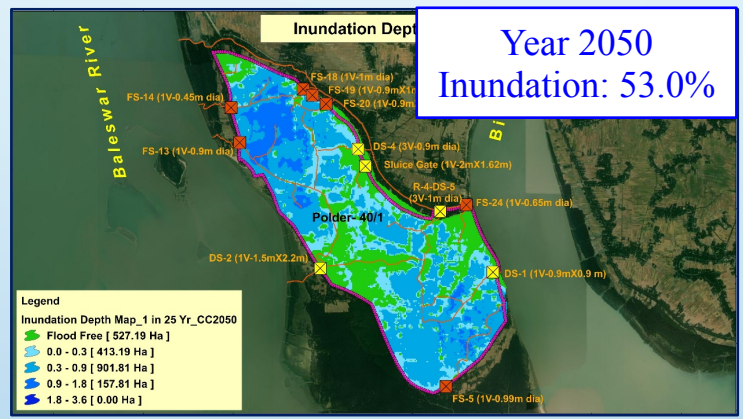 Inundation Dept
Year 2050
Inundation: 53.0%
Baleswar River
Bi
FS-18 (1V-1m dia)
FS-14 (1V-0.45m dia)
FS-19 (1V-0.9mX1m
FS-20 (1V-0.9m
FS-13 (1V-0.9m dia)
DS-4 (3V-0.9m dia)
Sluice Gate (1V-2mX1.62m)
R-4-DS-5
(3V-1m dia)
FS-24 (1V-0.65m dia)
Polder- 40/1
DS-2 (1V-1.5mX2.2m)
DS-1 (1V-0.9mX0.9 m)
FS-5 (1V-0.99m dia)
Legend
Inundation Depth Map_1 in 25 Yr_CC2050
Flood Free [ 527.19 Ha ]
0.0 - 0.3 [ 413.19 Ha ]
0.3 - 0.9 [ 901.81 Ha ]
0.9 - 1.8 [ 157.81 Ha ]
1.8 - 3.6 [ 0.00 Ha ]